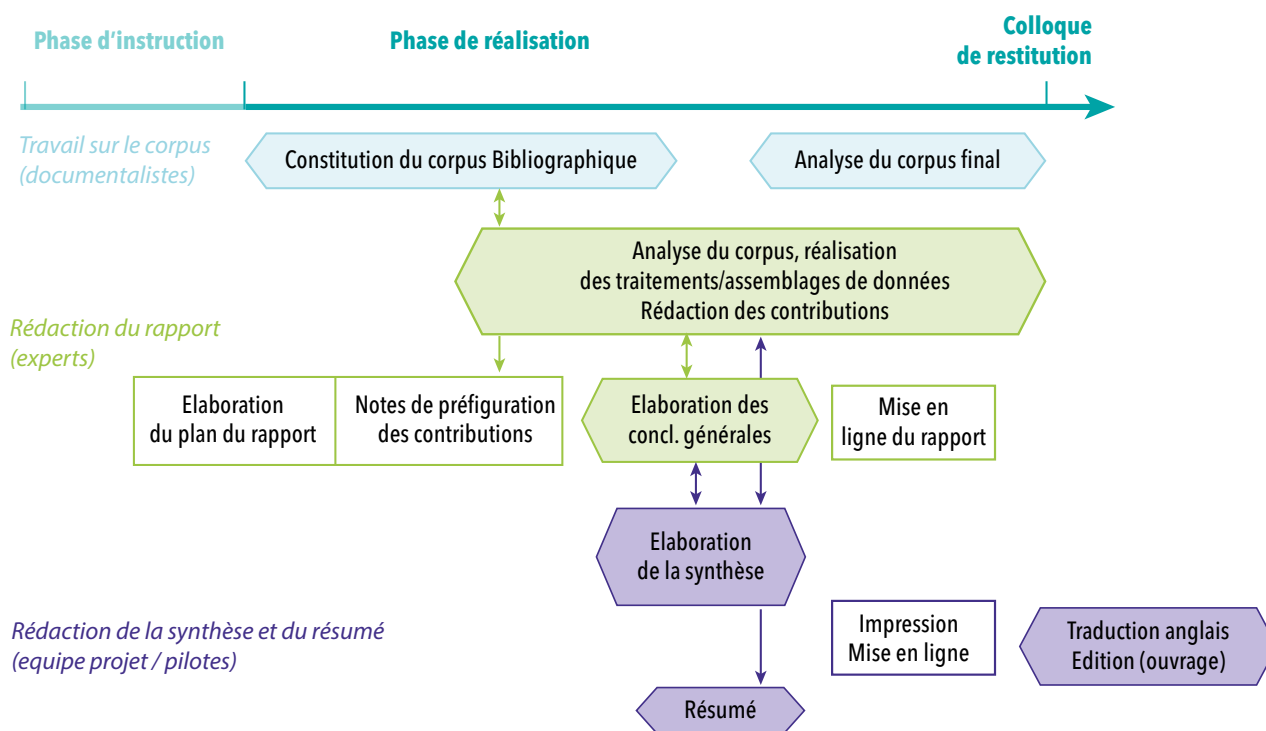 Phase d'instruction
Phase de réalisation
Colloque
de restitution
Travail sur le corpus
(documentalistes)
Constitution du corpus Bibliographique
Analyse du corpus final
Analyse du corpus, réalisation
des traitements/assemblages de données
Rédaction des contributions
Rédaction du rapport
(experts)
Elaboration
du plan du rapport
Notes de préfiguration
des contributions
Elaboration des
concl. générales
Mise en
ligne du rapport
Elaboration
de la synthèse
Rédaction de la synthèse et du résumé
(equipe projet / pilotes)
Impression
Mise en ligne
Traduction anglais
Edition (ouvrage)
Résumé